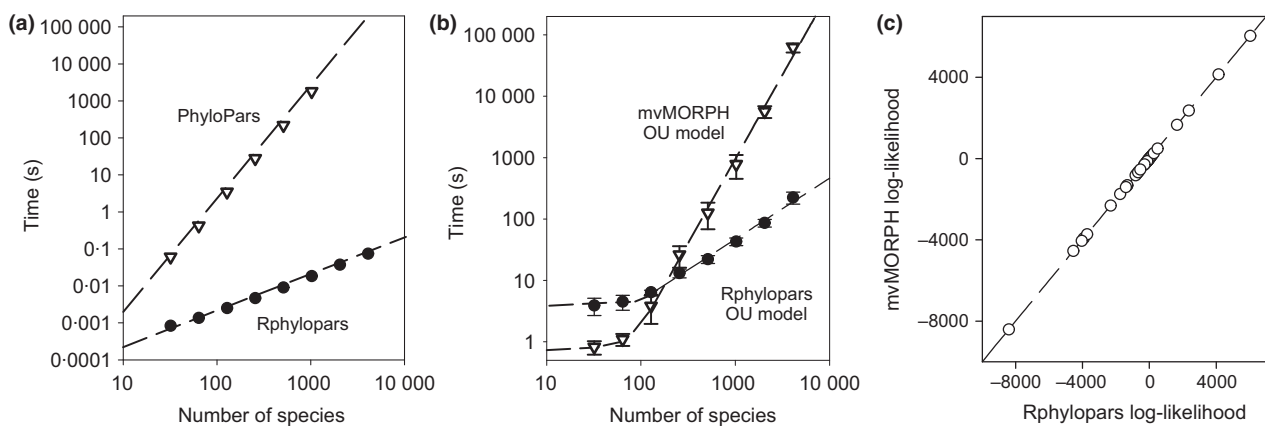 (a)
100 000
10 000
1000
100
10
1
0·1
0·01
0·001
0·0001
Time (s)
PhyloPars
Rphylopars
10
100
1000
10 000
Number of species
(b)
100 000
10 000
1000
100
10
1
Time (s)
mvMORPH
OU model
Rphylopars
OU model
10
100
1000
10 000
Number of species
(c)
4000
0
–4000
–8000
mvMORPH log-likelihood
–8000
–4000
0
4000
Rphylopars log-likelihood